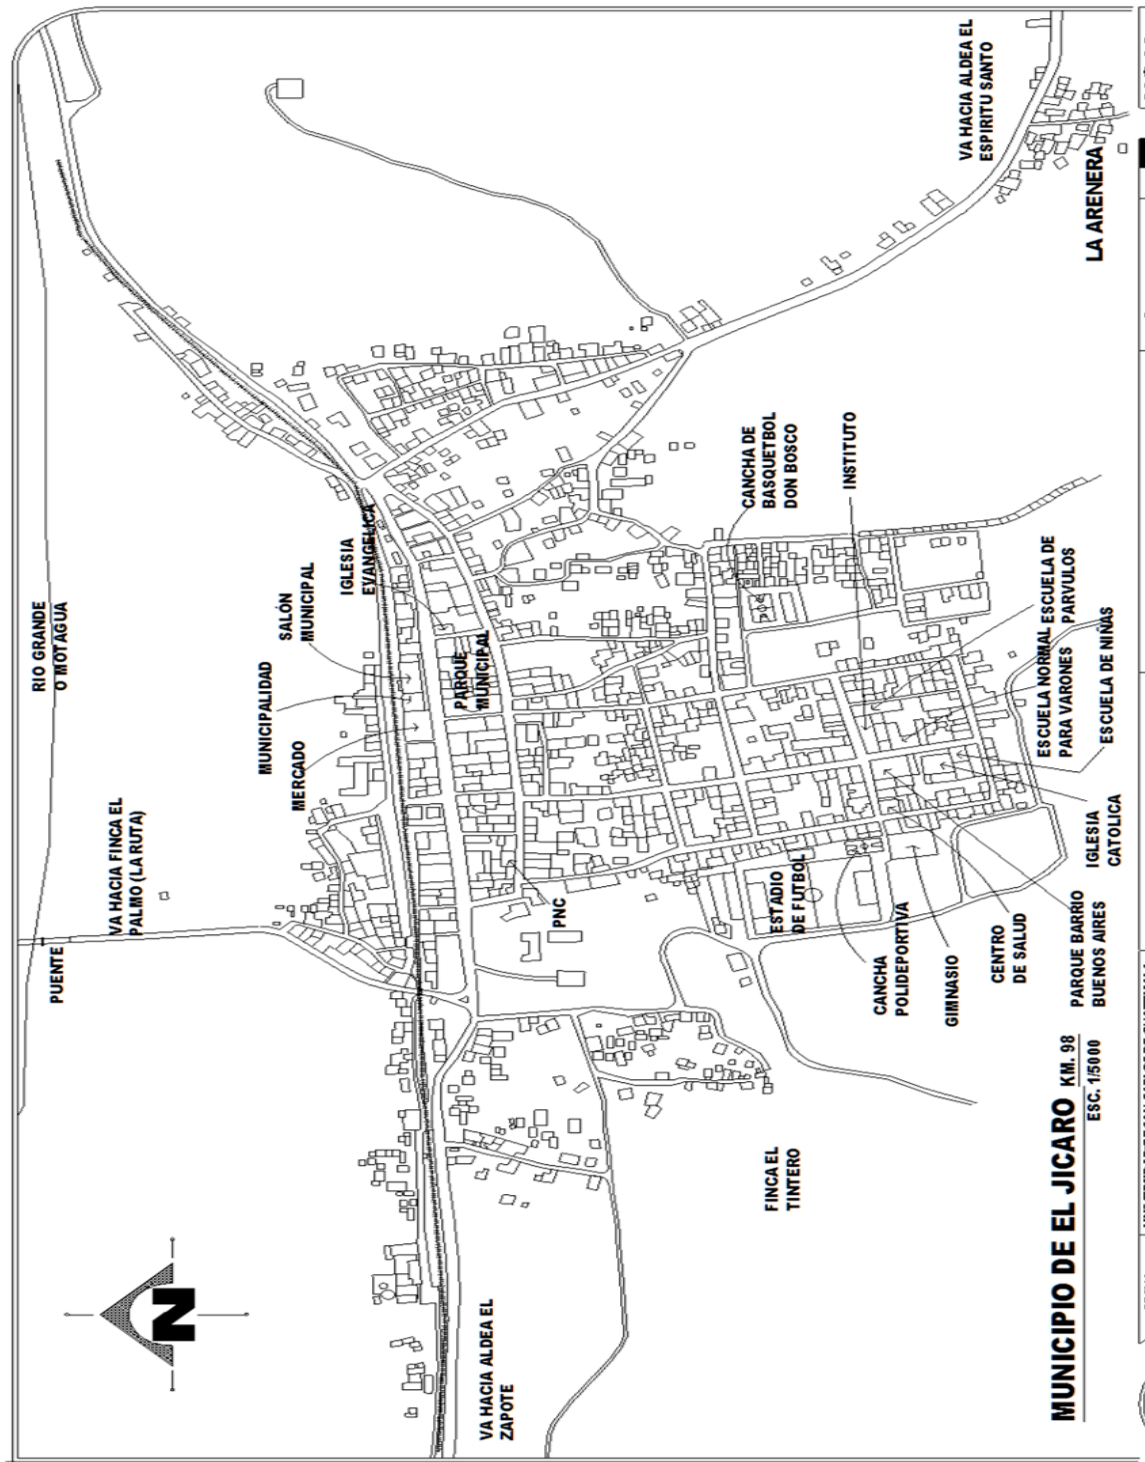 RIO GRANDE
O MOTAGUA
PUENTE
VA HACIA FINCA EL
PALMO (LA RUTA)
MERCADO
MUNICIPALIDAD
SALÓN
MUNICIPAL
IGLESIA
EVANGELICA
PARQUE
MUNICIPAL
PNC
VA HACIA ALDEA EL
ESPIRITU SANTO
LA ARENERA
CANCHA DE
BASQUETBOL
DON BOSCO
INSTITUTO
ESCUELA DE
PARVULOS
ESCUELA NORMAL
PARA VARONES
ESCUELA DE NIÑAS
IGLESIA
CATOLICA
PARQUE BARRIO
BUENOS AIRES
CENTRO
DE SALUD
GIMNASIO
CANCHA
POLIDEPORTIVA
ESTADIO
DE FUTBOL
FINCA EL
TINTERO
VA HACIA ALDEA EL
ZAPOTE
N
MUNICIPIO DE EL JICARO KM. 98
ESC. 1/5000